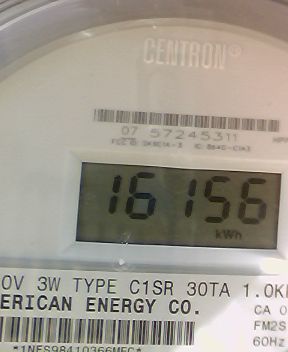 CENTRON®
07 57245311
16156
kWh
0V 3W TYPE C1SR 30TA 1.0K
ERICAN ENERGY CO.
CA 0
FM2S
60Hz